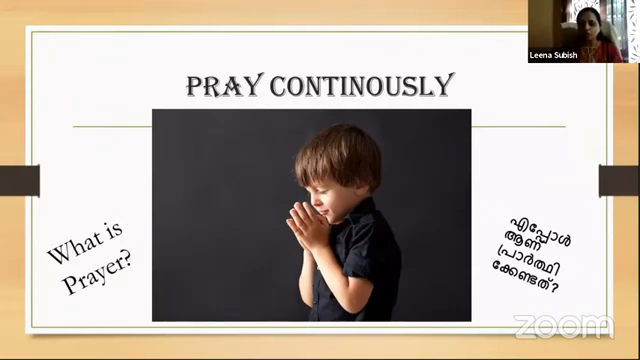 Leena Subish
PRAY CONTINOUSLY
What is
Prayer?
എപ്പോൾ
ആണ്
പ്രാർത്ഥി
ക്കേണ്ടത്?
zoom